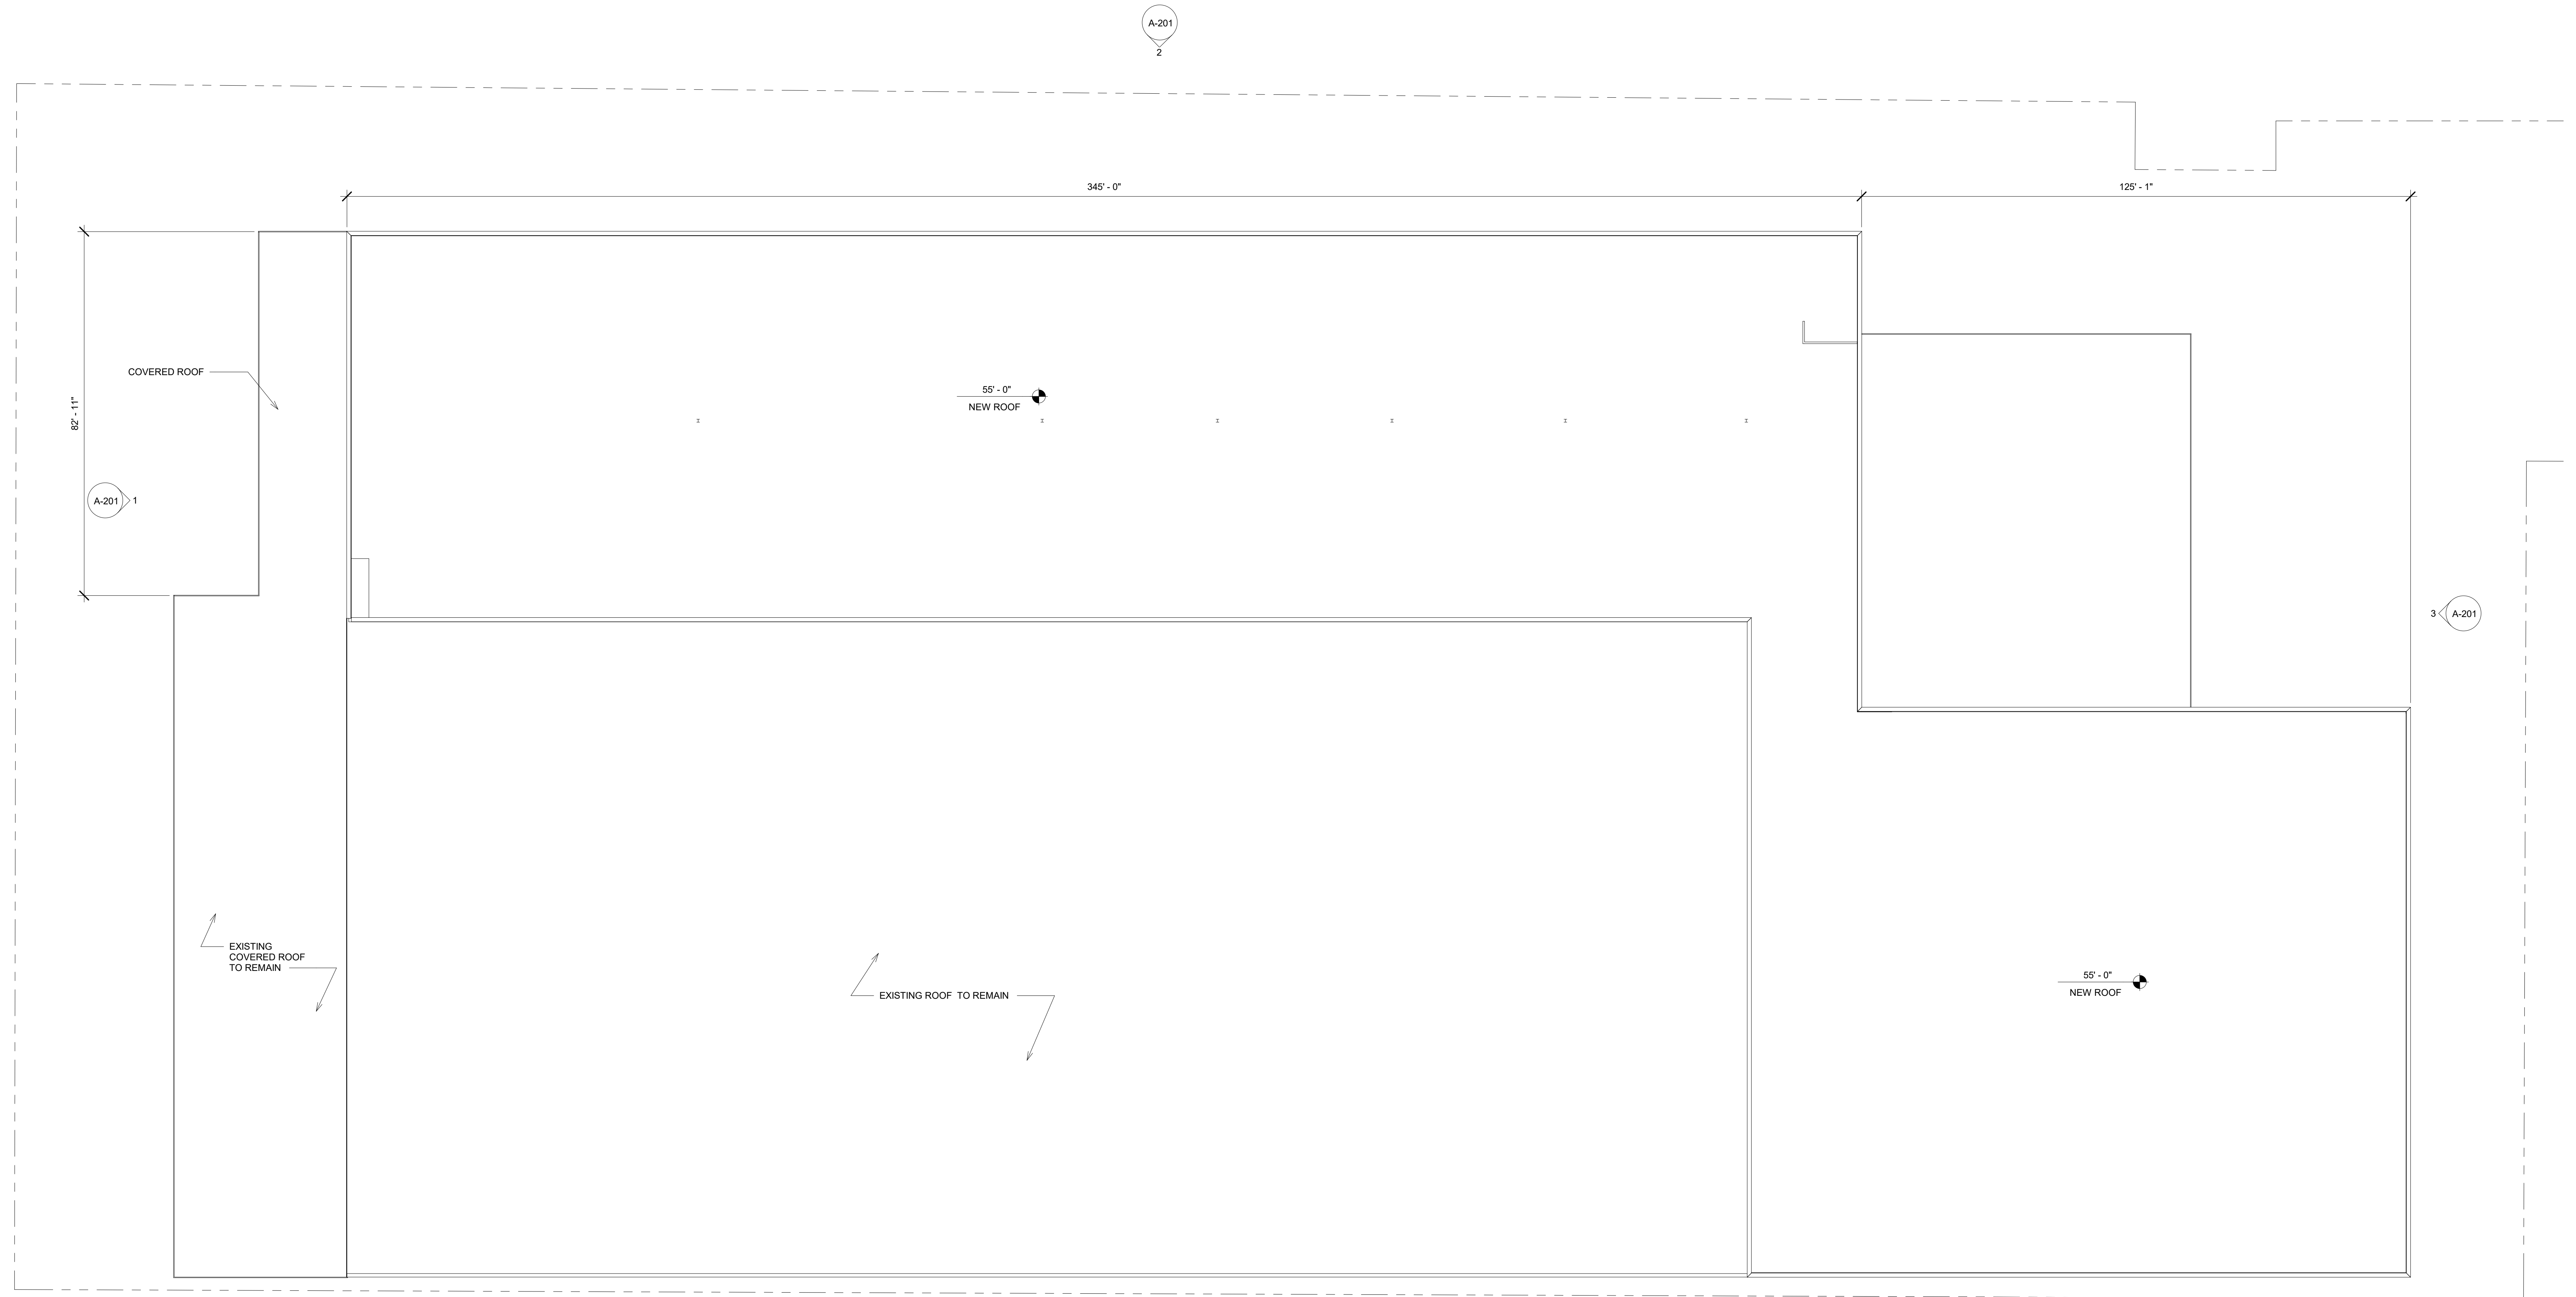 A-201
2
345' - 0"
125' - 1"
COVERED ROOF
55' - 0"
NEW ROOF
82' - 11"
A-201
1
3
A-201
EXISTING
COVERED ROOF
TO REMAIN
EXISTING ROOF  TO REMAIN
55' - 0"
NEW ROOF